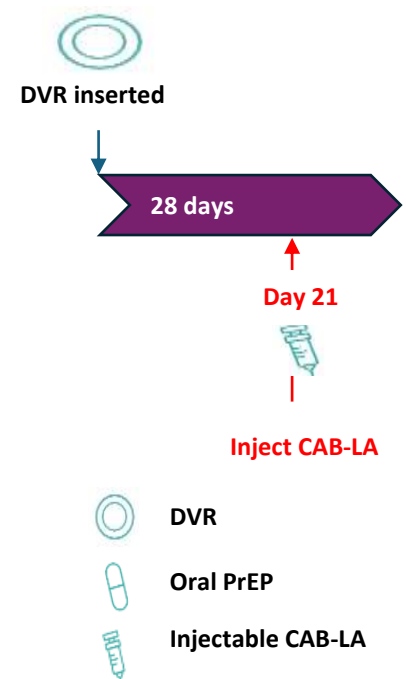 DVR inserted
28 days
Day 21
Inject CAB-LA
DVR
Oral PrEP
Injectable CAB-LA